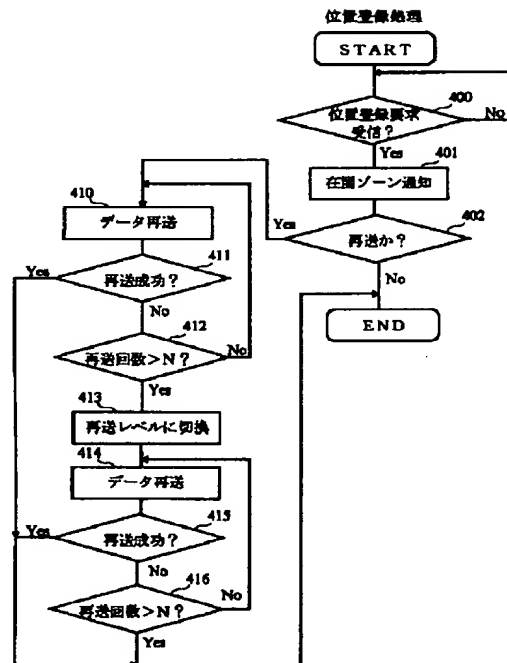 位置登録処理
START
400
位置登録要求
受信?
No
Yes
401
在圏ゾーン通知
402
再送か?
Yes
No
END
410
データ再送
411
再送成功?
Yes
No
412
再送回数>N?
No
Yes
413
再送レベルに切換
414
データ再送
415
再送成功?
Yes
No
416
再送回数>N?
No
Yes